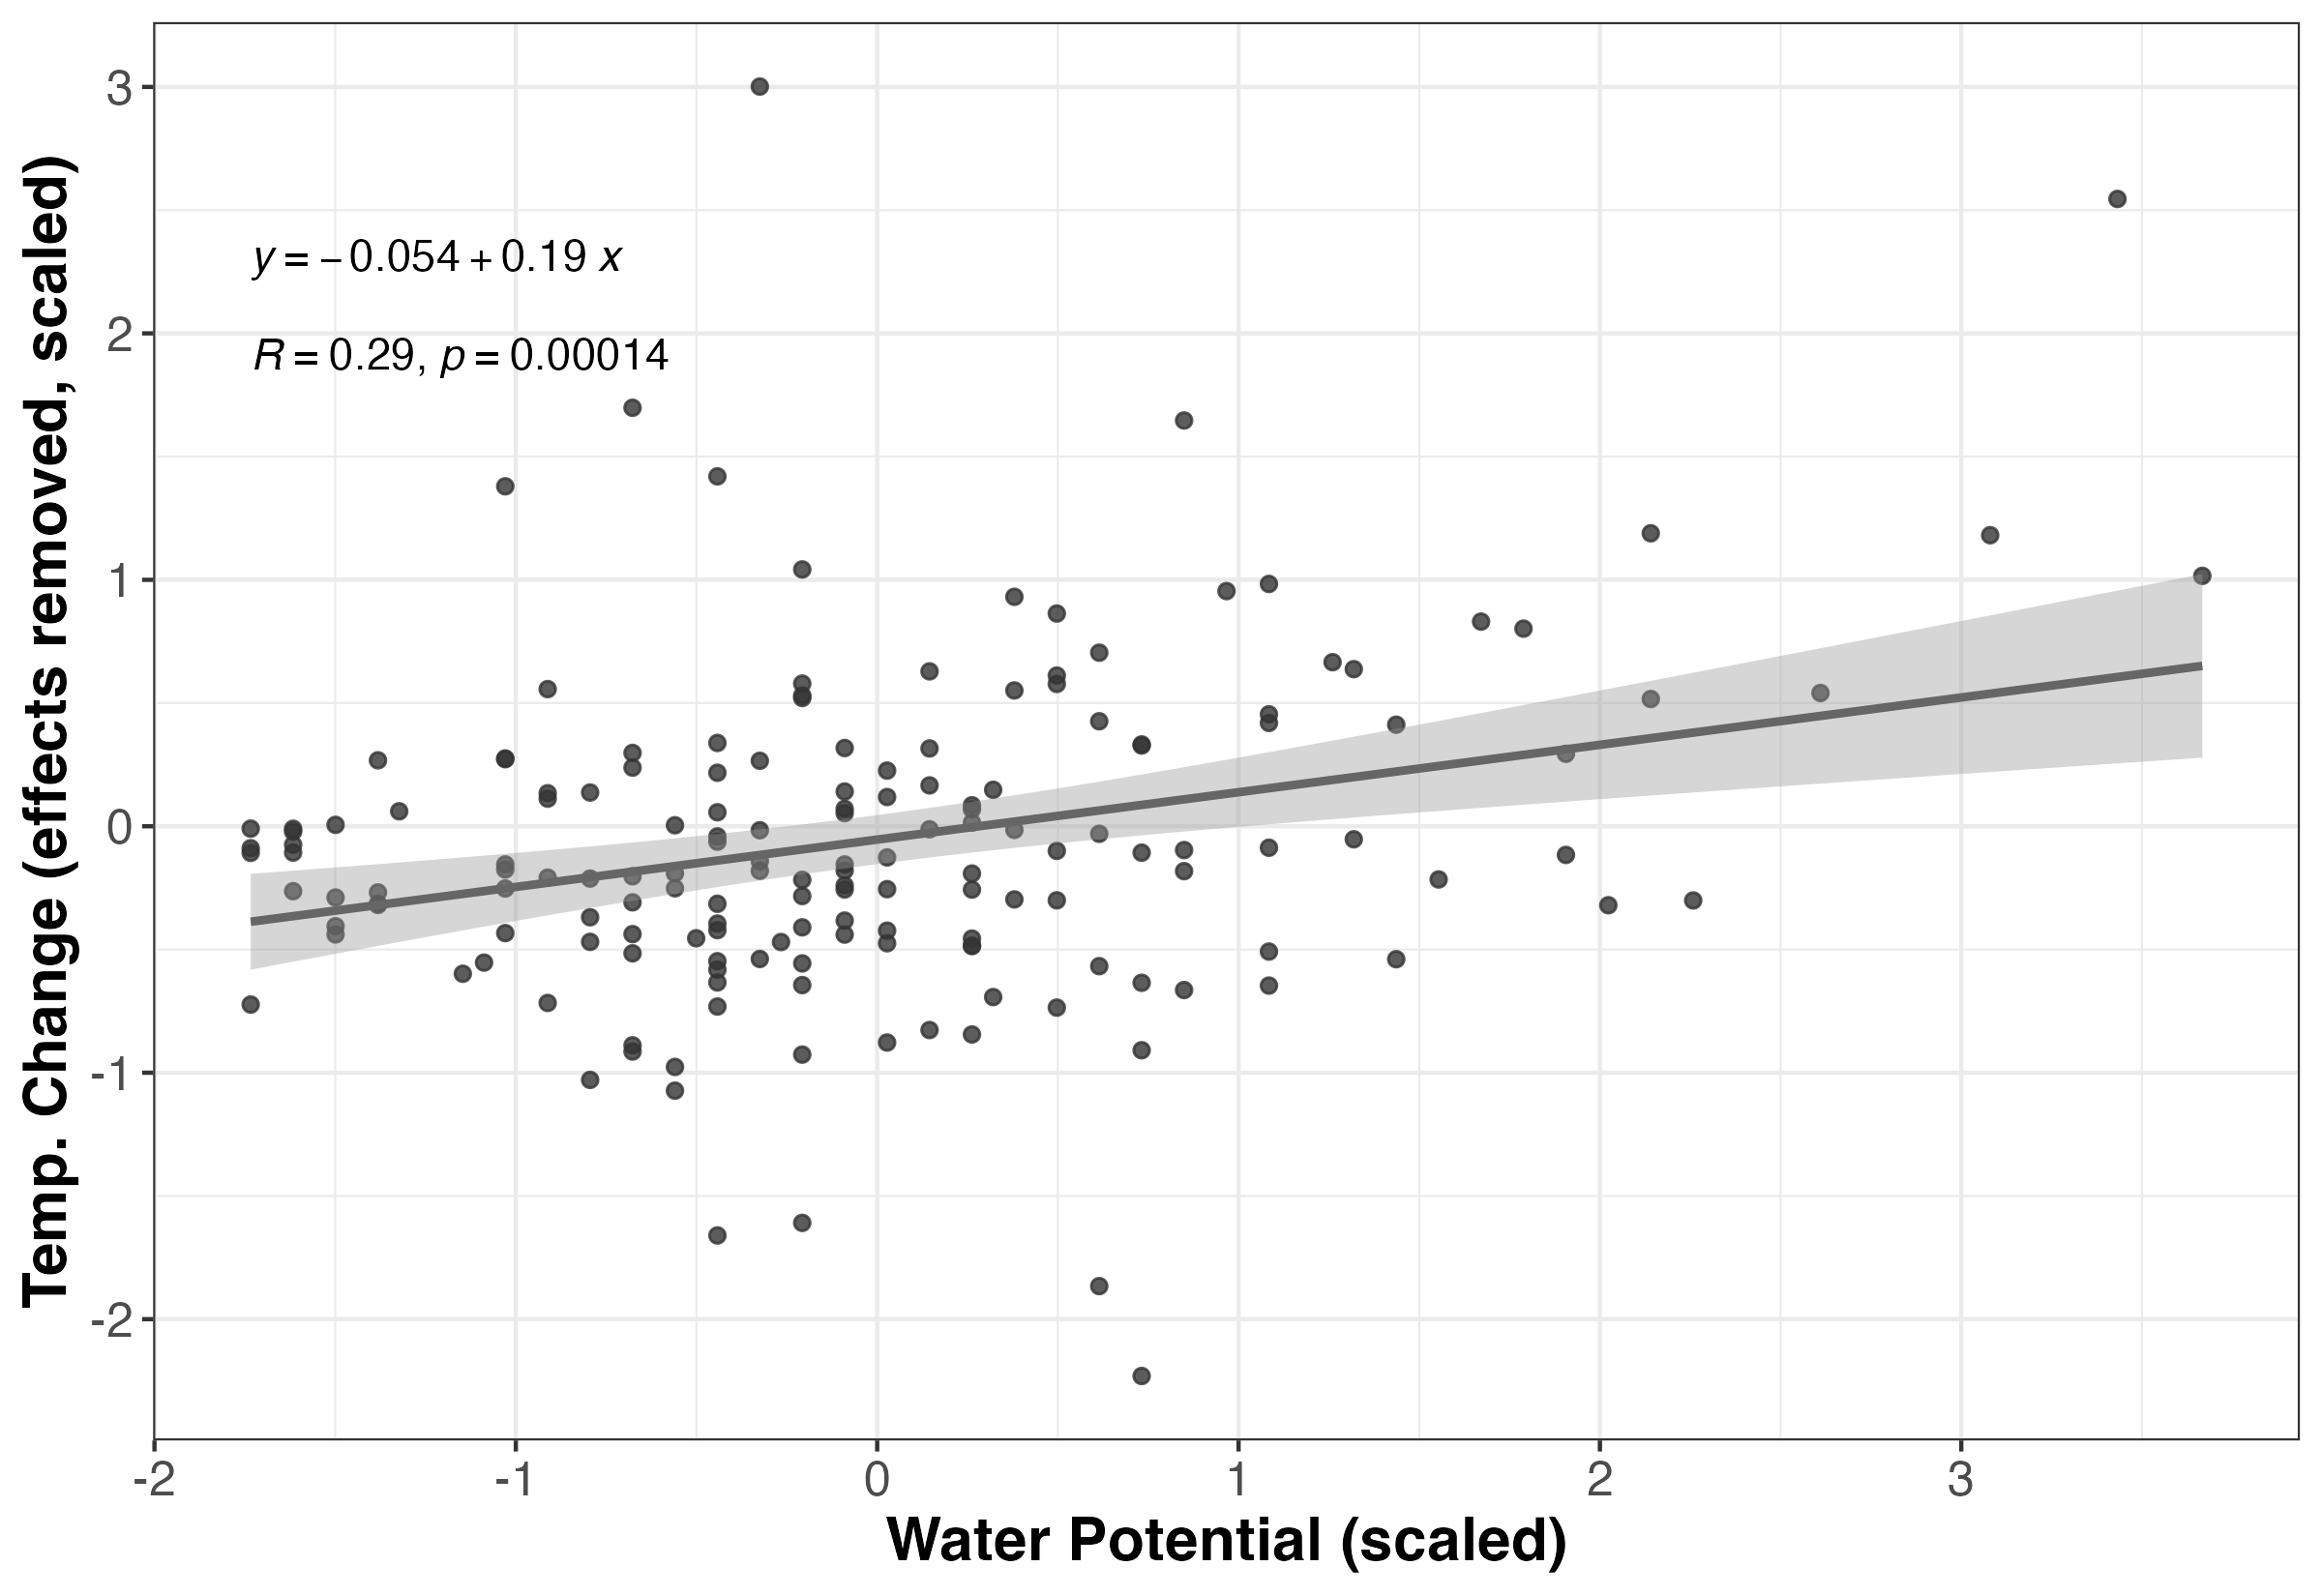 3
2
1
0
-1
-2
y = − 0.054 + 0.19 x
R = 0.29, p = 0.00014
Temp. Change (effects removed, scaled)
-2 -1 0 1 2 3
Water Potential (scaled)